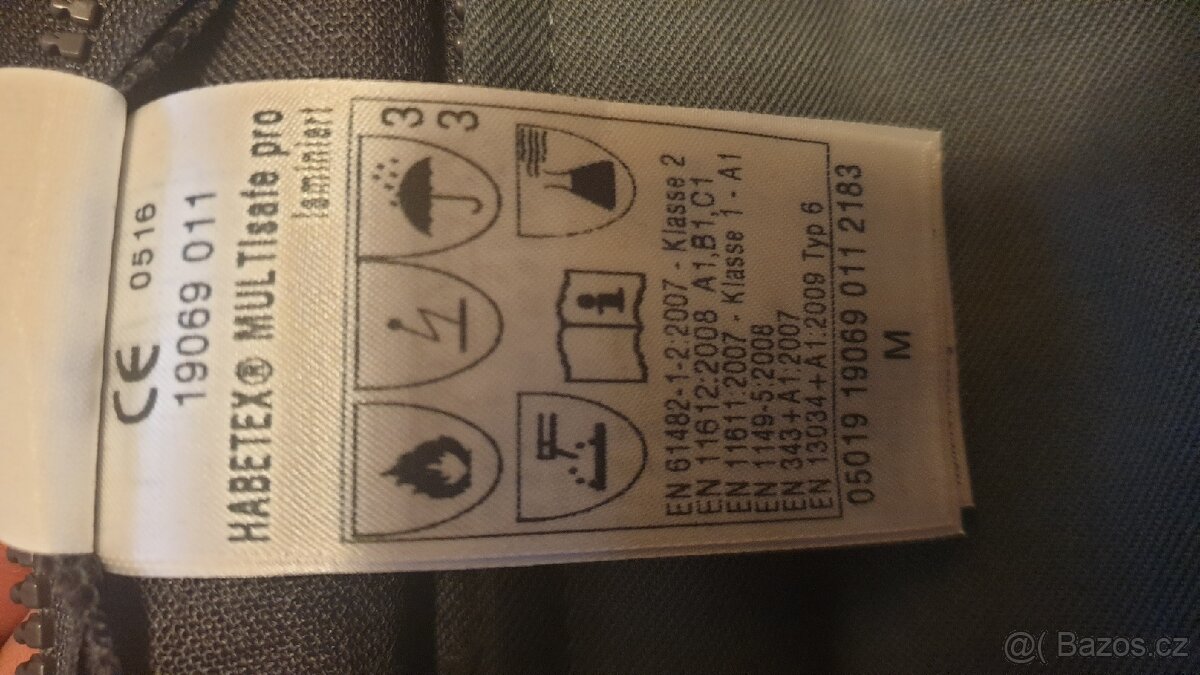 CE 0516
19069 011
HABETEX® MULTIsafe pro
laminiert
3
3
EN 61482-1-2:2007 - Klasse 2
EN 11612:2008 A1,B1,C1
EN 11611:2007 - Klasse 1 - A1
EN 1149-5:2008
EN 343+A1:2007
EN 13034+A1:2009 Typ 6
05019 19069 011 2183
M
@( Bazos.cz